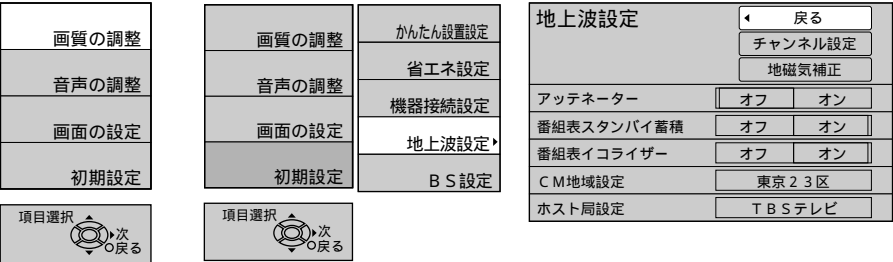 画質の調整
音声の調整
画面の設定
初期設定
項目選択
次
戻る
画質の調整
音声の調整
画面の設定
初期設定
かんたん設置設定
省エネ設定
機器接続設定
地上波設定
ＢＳ設定
項目選択
次
戻る
地上波設定
戻る
チャンネル設定
地磁気補正
アッテネーター オフ オン
番組表スタンバイ蓄積 オフ オン
番組表イコライザー オフ オン
ＣＭ地域設定 東京２３区
ホスト局設定 ＴＢＳテレビ